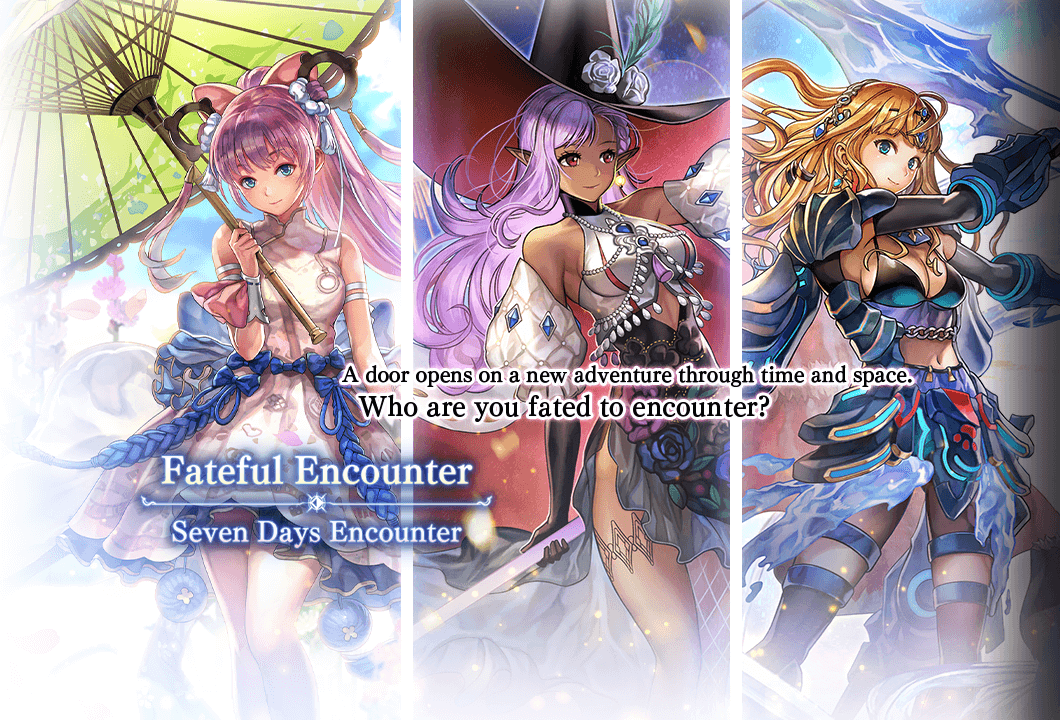 A door opens on a new adventure through time and space.
Who are you fated to encounter?
Fateful Encounter
Seven Days Encounter